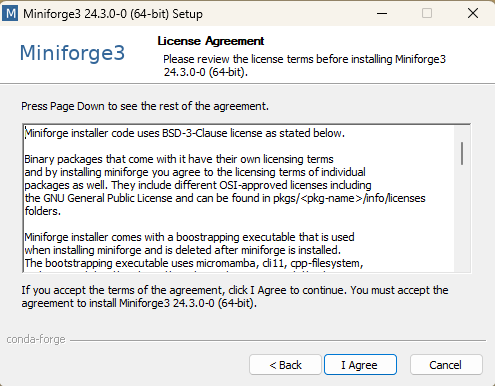 Miniforge3 24.3.0-0 (64-bit) Setup
Miniforge3
License Agreement
Please review the license terms before installing Miniforge3
24.3.0-0 (64-bit).
Press Page Down to see the rest of the agreement.
Miniforge installer code uses BSD-3-Clause license as stated below.
Binary packages that come with it have their own licensing terms
and by installing miniforge you agree to the licensing terms of individual
packages as well. They include different OSI-approved licenses including
the GNU General Public License and can be found in pkgs/<pkg-name>/info/licenses
folders.
Miniforge installer comes with a boostrapping executable that is used
when installing miniforge and is deleted after miniforge is installed.
The bootstrapping executable uses micromamba, cli11, cpp-filesystem,
If you accept the terms of the agreement, click I Agree to continue. You must accept the
agreement to install Miniforge3 24.3.0-0 (64-bit).
conda-forge
< Back
I Agree
Cancel